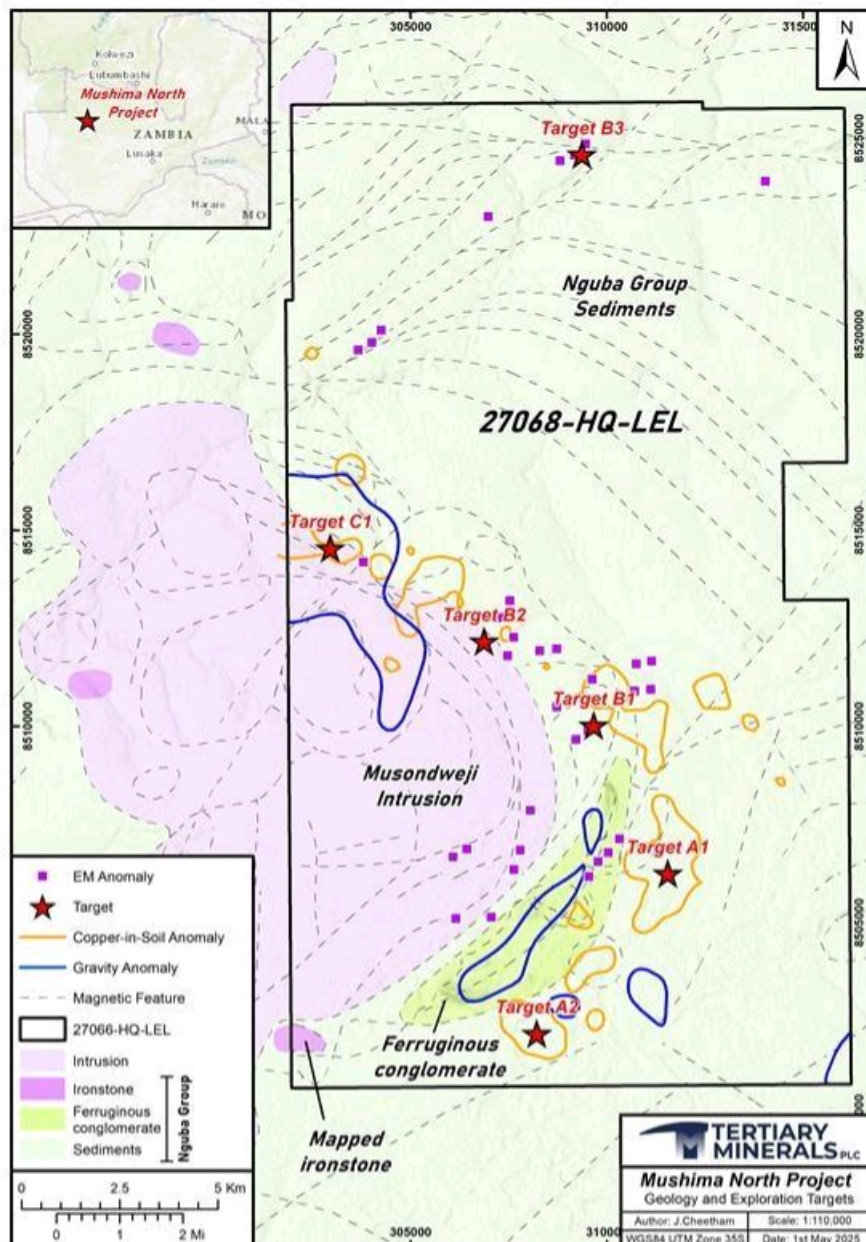 305000
310000
315000
N
Kolwezi
Lubumbashi
Mushima North
Project
ZAMBIA
MALA
Lusaka
Zambezi
Harare
MO
Target B3
8525000
8525000
Nguba Group
Sediments
8520000
8520000
27068-HQ-LEL
8515000
8515000
Target C1
Target B2
Target B1
8510000
8510000
Musondweji
Intrusion
Target A1
8505000
Target A2
Ferruginous
conglomerate
Mapped
ironstone
EM Anomaly
Target
Copper-in-Soil Anomaly
Gravity Anomaly
Magnetic Feature
27066-HQ-LEL
Intrusion
Ironstone
Ferruginous
conglomerate
Sediments
Nguba Group
0 2.5 5 Km
0 1 2 Mi
305000
TERTIARY
MINERALS PLC
Mushima North Project
Geology and Exploration Targets
Author: J.Cheetham
Scale: 1:110,000
WGS84 UTM Zone 35S
Date: 1st May 2025